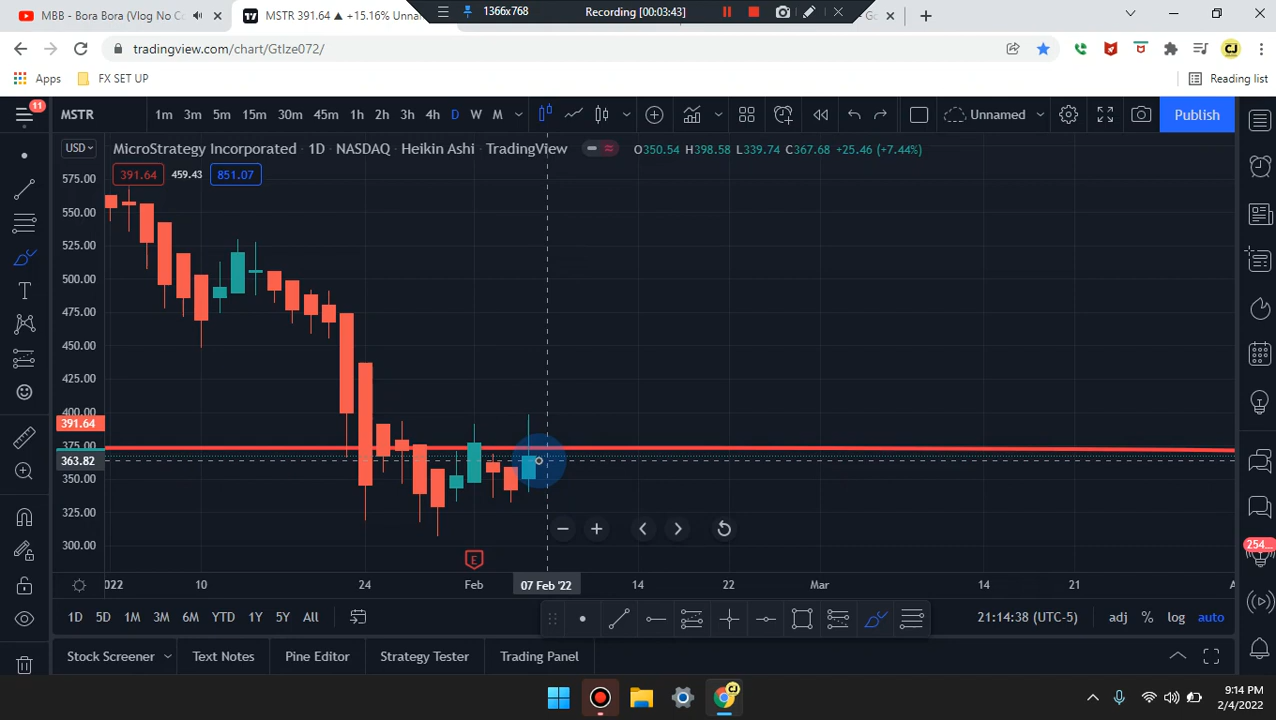 MBB - Bora Bora (Vlog No C
MSTR 391.64 ▲ +15.16% Unna
1366x768
Recording [00:03:43]
tradingview.com/chart/GtIze072/
Apps
FX SET UP
Reading list
11
MSTR
1m 3m 5m 15m 30m 45m 1h 2h 3h 4h D W M
Unnamed
Publish
USD
MicroStrategy Incorporated · 1D · NASDAQ · Heikin Ashi · TradingView
O350.54 H398.58 L339.74 C367.68 +25.46 (+7.44%)
391.64 459.43 851.07
575.00
550.00
525.00
500.00
475.00
450.00
425.00
400.00
391.64
375.00
363.82
350.00
325.00
300.00
E
254...
022 10 24 Feb 07 Feb '22 14 22 Mar 14 21
1D 5D 1M 3M 6M YTD 1Y 5Y All
21:14:38 (UTC-5)
adj % log auto
Stock Screener
Text Notes
Pine Editor
Strategy Tester
Trading Panel
9:14 PM
2/4/2022